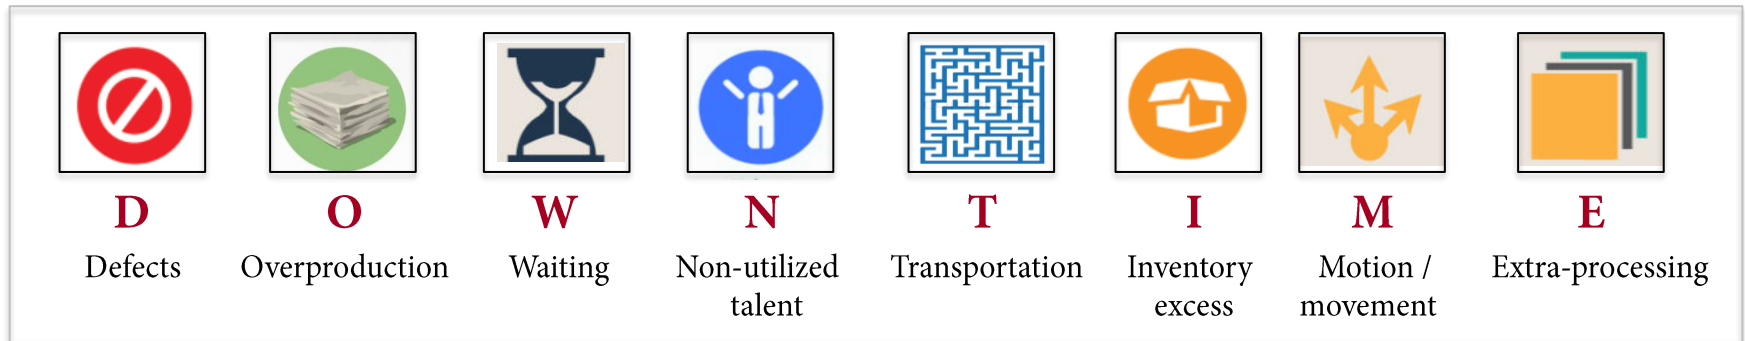 D O W N T I M E
Defects Overproduction Waiting Non-utilized talent Transportation Inventory excess Motion / movement Extra-processing